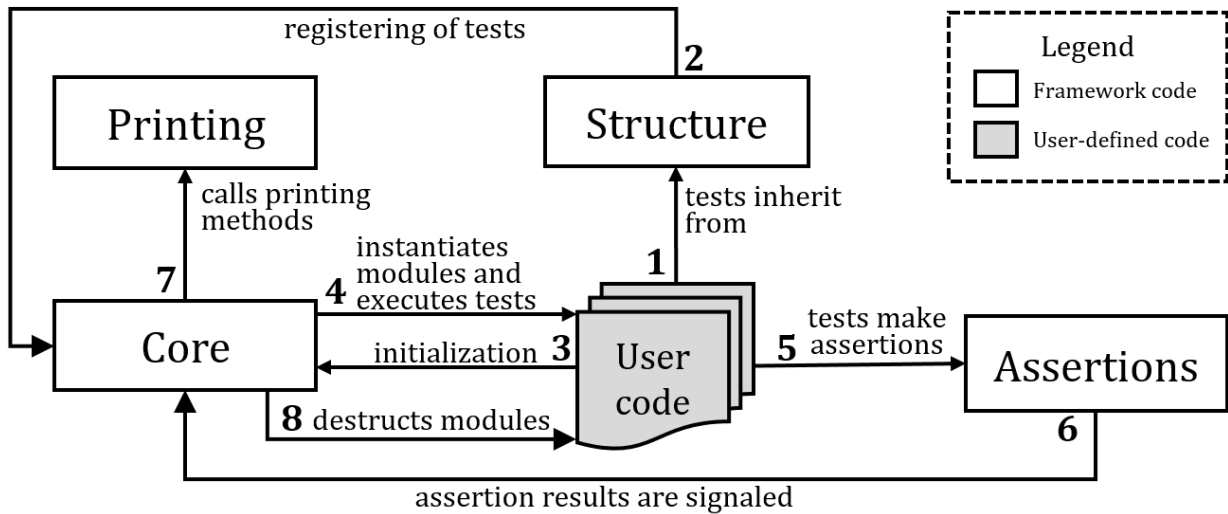 registering of tests
2
Legend
Framework code
User-defined code
Printing
Structure
calls printing
methods
tests inherit
from
7
4
instantiates
modules and
executes tests
1
Core
initialization
3
User
code
5
tests make
assertions
Assertions
8 destructs modules
6
assertion results are signaled